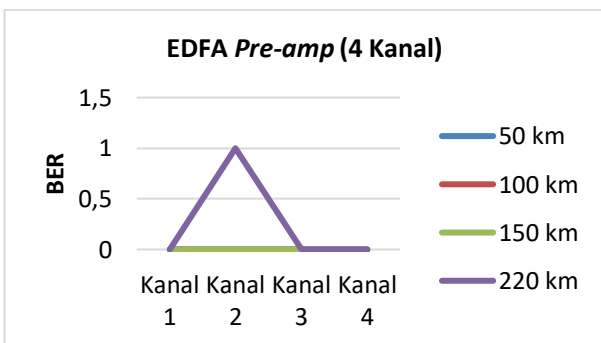 EDFA Pre-amp (4 Kanal)
1,5
1
0,5
0
BER
Kanal 1
Kanal 2
Kanal 3
Kanal 4
50 km
100 km
150 km
220 km